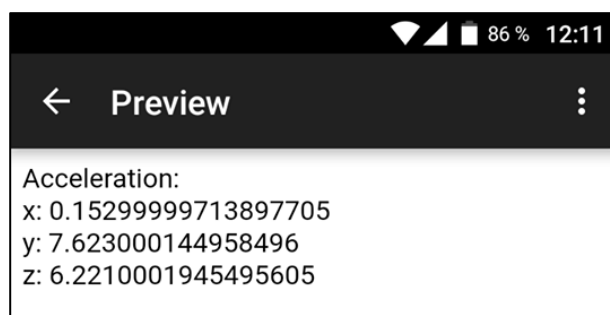 86 % 12:11
Preview
Acceleration:
x: 0.15299999713897705
y: 7.623000144958496
z: 6.2210001945495605